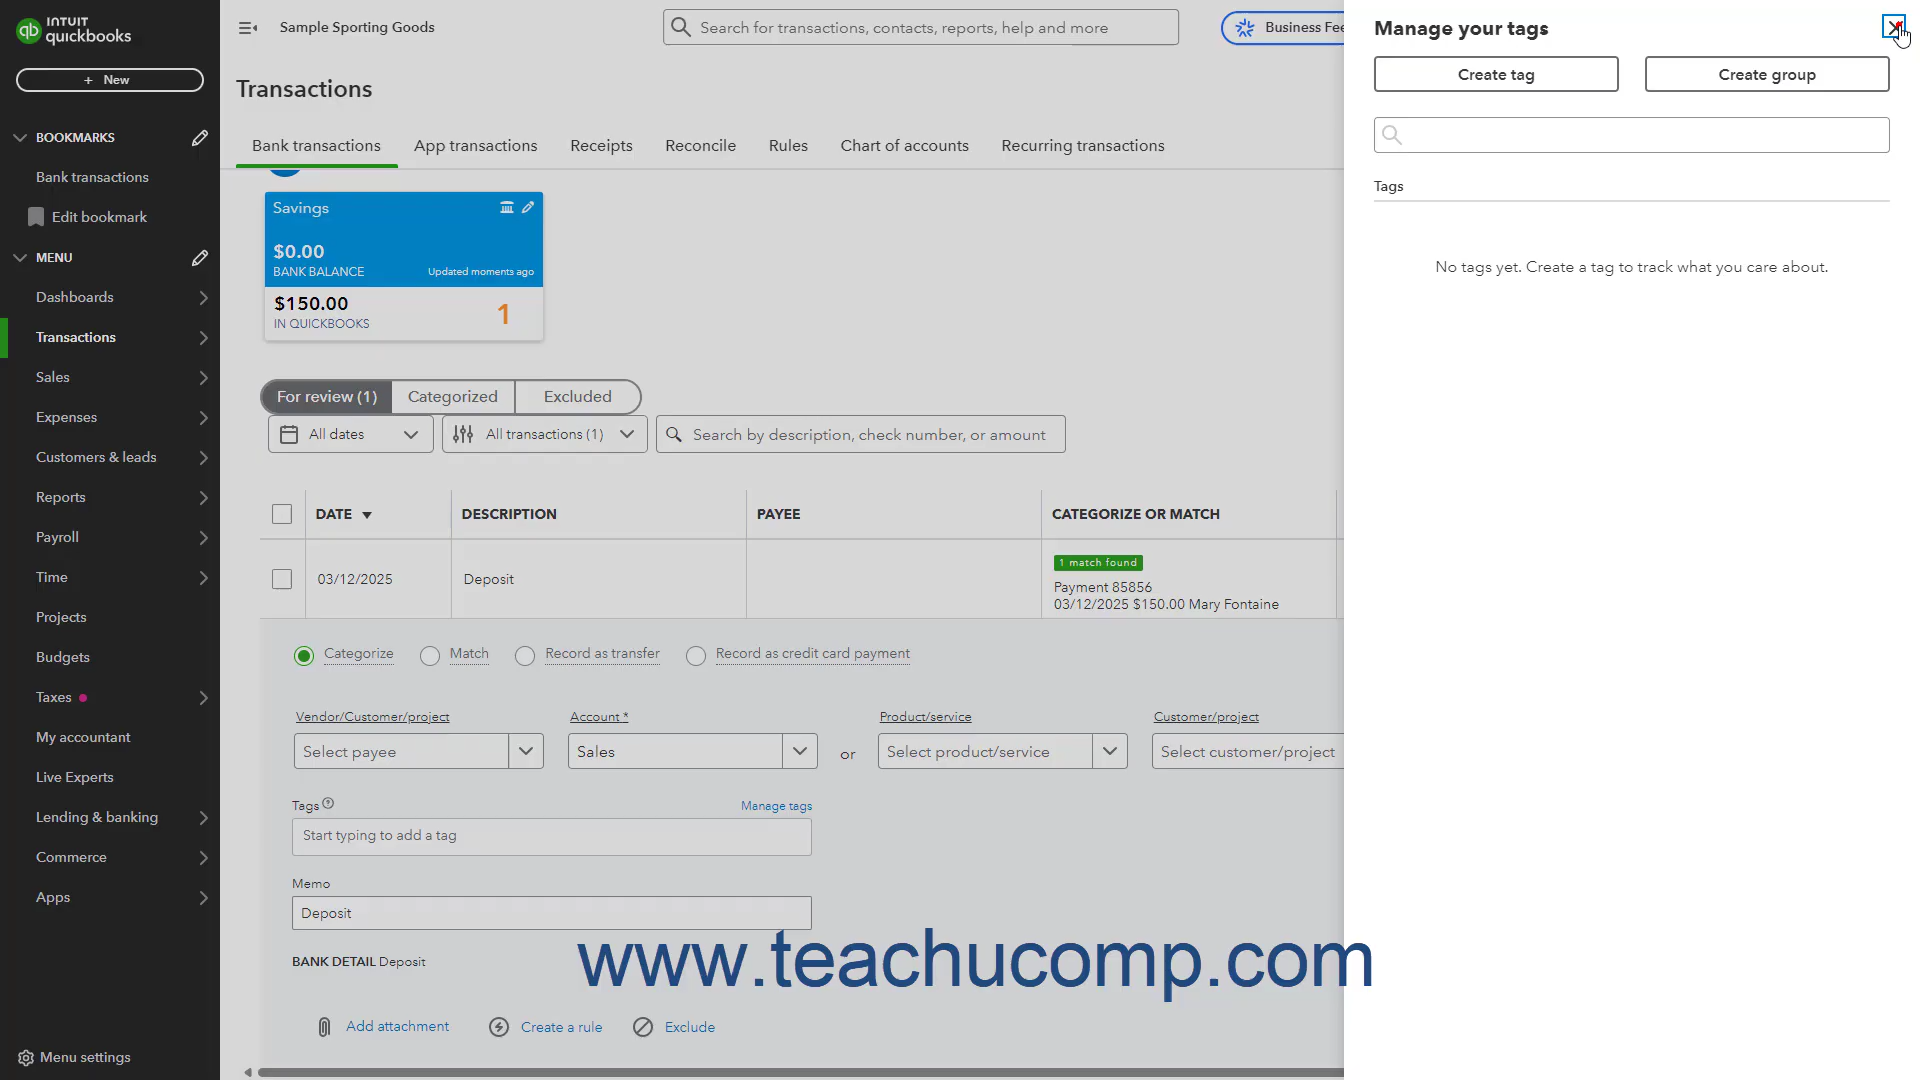 INTUIT
quickbooks
+ New
BOOKMARKS
Bank transactions
Edit bookmark
MENU
Dashboards
Transactions
Sales
Expenses
Customers & leads
Reports
Payroll
Time
Projects
Budgets
Taxes
My accountant
Live Experts
Lending & banking
Commerce
Apps
Menu settings
Sample Sporting Goods
Search for transactions, contacts, reports, help and more
Business Fee
Transactions
Bank transactions App transactions Receipts Reconcile Rules Chart of accounts Recurring transactions
Savings
$0.00
BANK BALANCE Updated moments ago
$150.00
IN QUICKBOOKS
1
For review (1) Categorized Excluded
All dates All transactions (1) Search by description, check number, or amount
DATE DESCRIPTION PAYEE CATEGORIZE OR MATCH
1 match found
03/12/2025 Deposit Payment 85856
03/12/2025 $150.00 Mary Fontaine
Categorize Match Record as transfer Record as credit card payment
Vendor/Customer/project Account * Product/service Customer/project
Select payee Sales or Select product/service Select customer/project
Tags Manage tags
Start typing to add a tag
Memo
Deposit
BANK DETAIL Deposit
www.teachucomp.com
Add attachment Create a rule Exclude
Manage your tags
Create tag Create group
Tags
No tags yet. Create a tag to track what you care about.